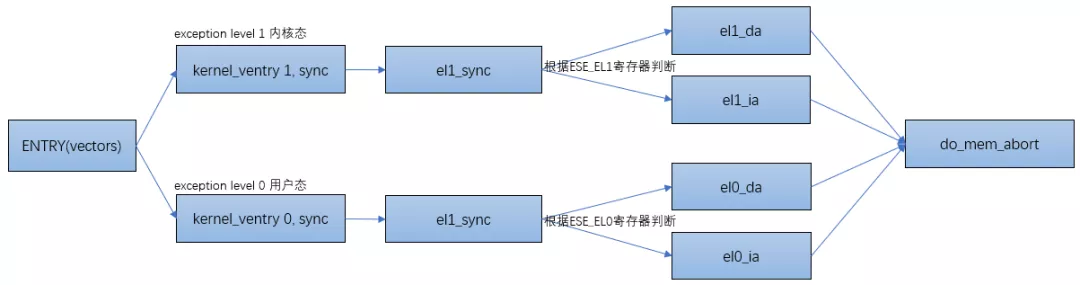 ENTRY(vectors)
exception level 1 内核态
kernel_ventry 1, sync
el1_sync
根据ESE_EL1寄存器判断
el1_da
el1_ia
exception level 0 用户态
kernel_ventry 0, sync
el1_sync
根据ESE_EL0寄存器判断
el0_da
el0_ia
do_mem_abort